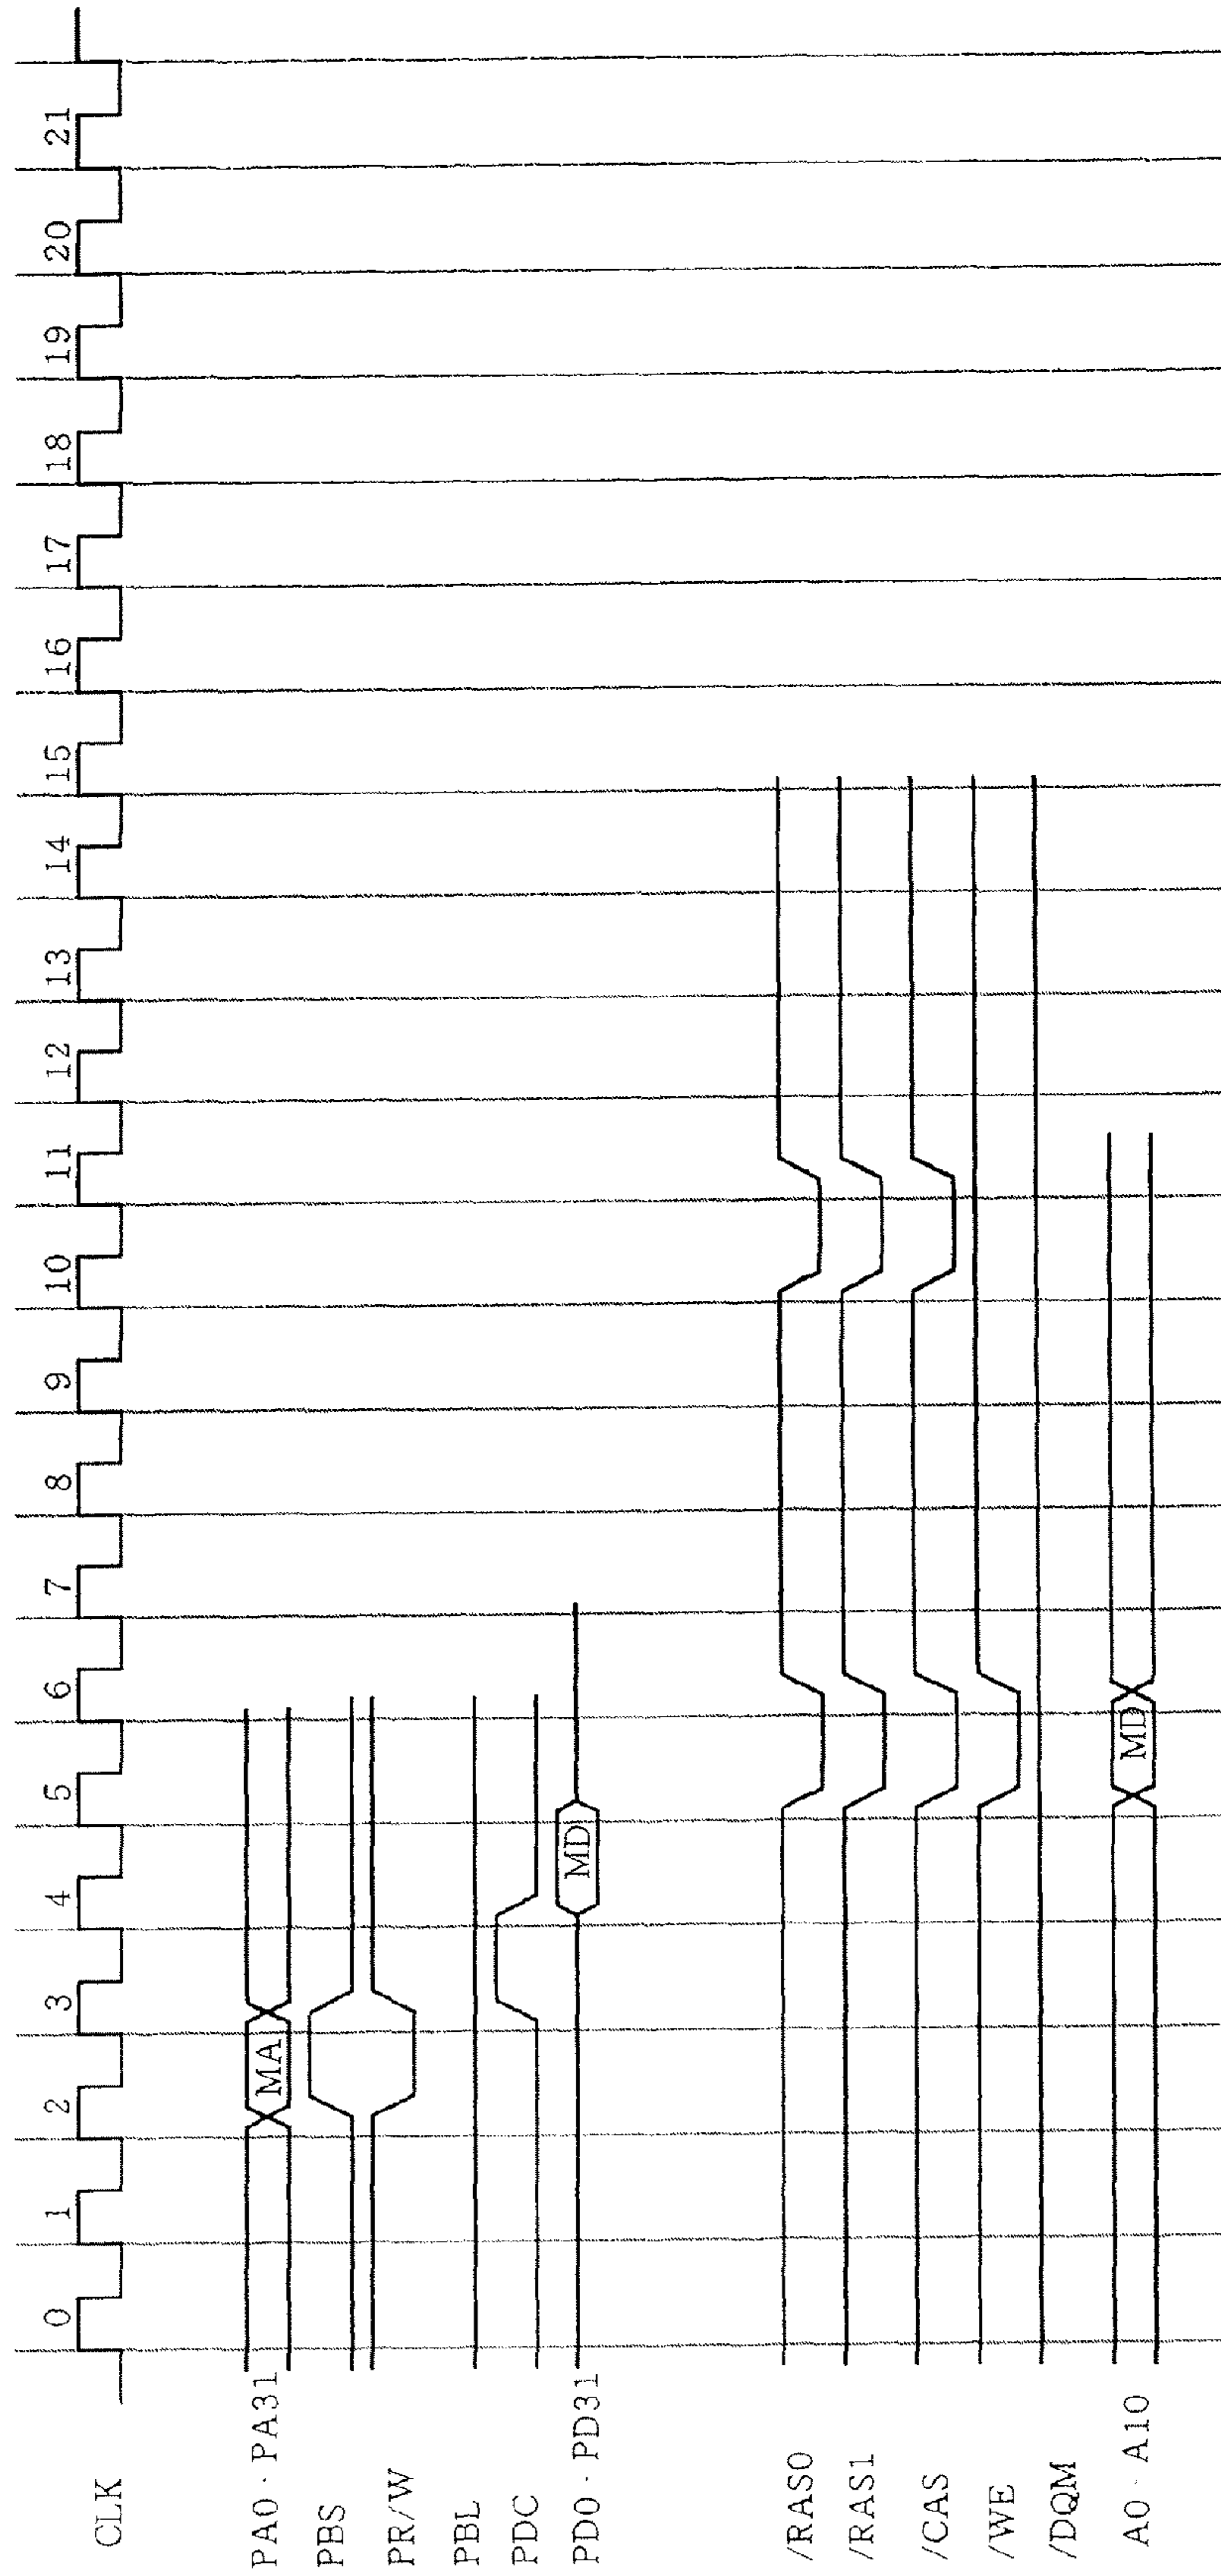 0 1 2 3 4 5 6 7 8 9 10 11 12 13 14 15 16 17 18 19 20 21
CLK
PA0 · PA31 MA
PBS
PR/W
PBL
PDC
PD0 · PD31 MD
/RAS0
/RAS1
/CAS
/WE
/DQM
A0 · A10 MD